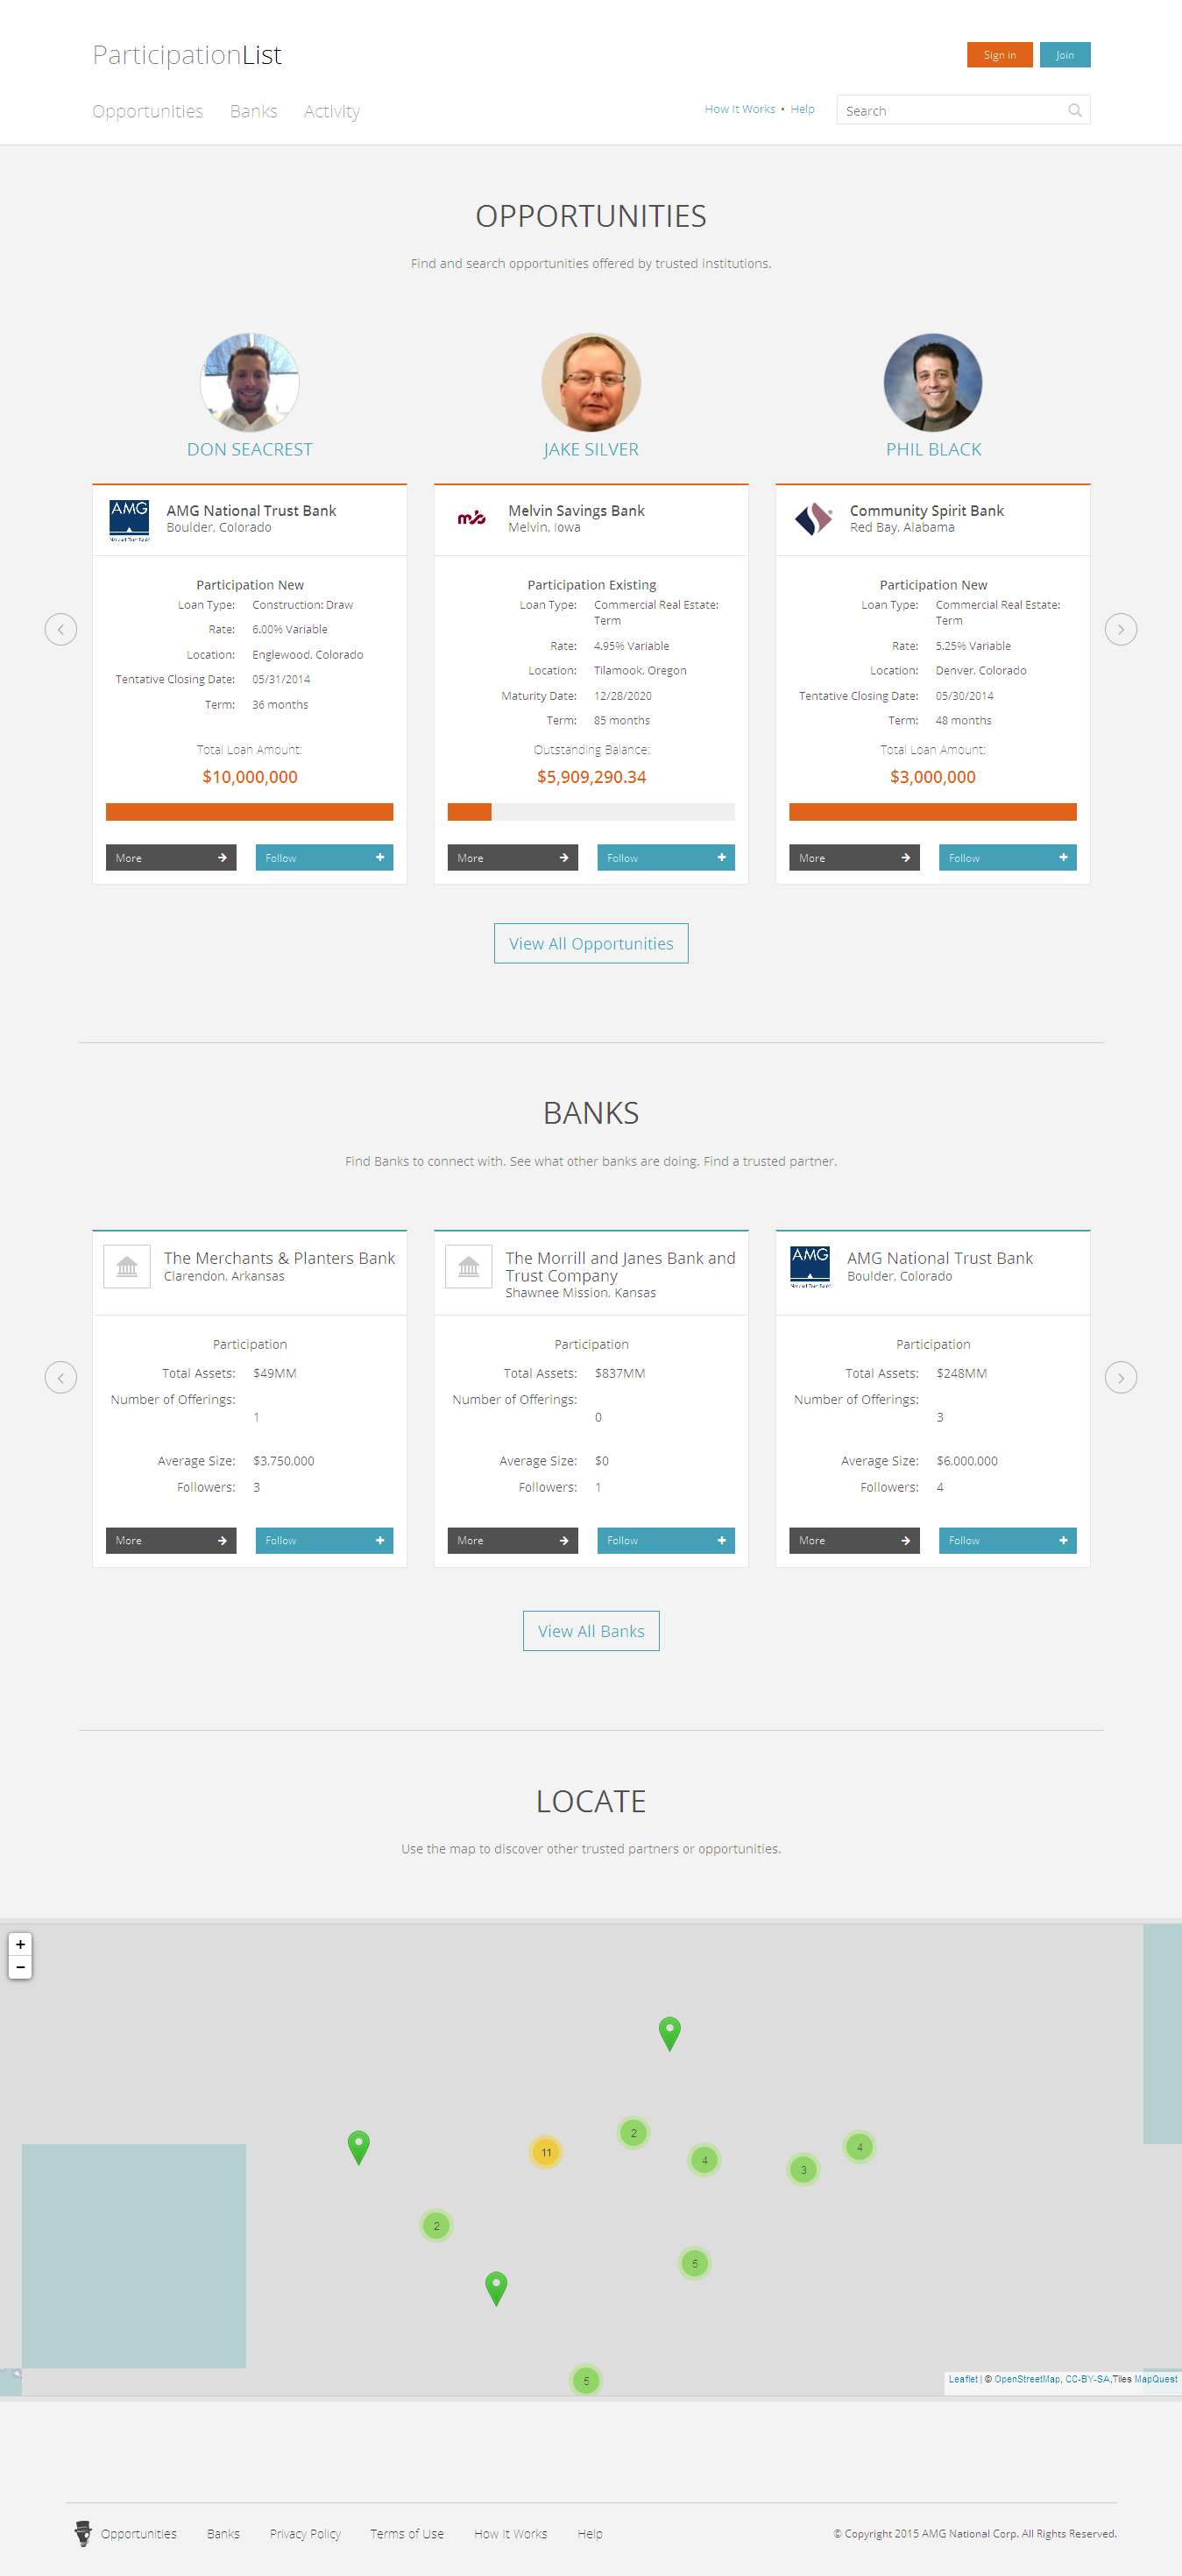 ParticipationList
Sign in
Join
Opportunities Banks Activity
How It Works • Help
Search
OPPORTUNITIES
Find and search opportunities offered by trusted institutions.
DON SEACREST
AMG
AMG National Trust Bank
Boulder, Colorado
Participation New
Loan Type: Construction: Draw
Rate: 6.00% Variable
Location: Englewood, Colorado
Tentative Closing Date: 05/31/2014
Term: 36 months
Total Loan Amount:
$10,000,000
More
Follow
JAKE SILVER
msb
Melvin Savings Bank
Melvin, Iowa
Participation Existing
Loan Type: Commercial Real Estate:
Term
Rate: 4.95% Variable
Location: Tilamook, Oregon
Maturity Date: 12/28/2020
Term: 85 months
Outstanding Balance:
$5,909,290.34
More
Follow
PHIL BLACK
Community Spirit Bank
Red Bay, Alabama
Participation New
Loan Type: Commercial Real Estate:
Term
Rate: 5.25% Variable
Location: Denver, Colorado
Tentative Closing Date: 05/30/2014
Term: 48 months
Total Loan Amount:
$3,000,000
More
Follow
View All Opportunities
BANKS
Find Banks to connect with. See what other banks are doing. Find a trusted partner.
The Merchants & Planters Bank
Clarendon, Arkansas
Participation
Total Assets: $49MM
Number of Offerings:
1
Average Size: $3,750,000
Followers: 3
More
Follow
The Morrill and Janes Bank and
Trust Company
Shawnee Mission, Kansas
Participation
Total Assets: $837MM
Number of Offerings:
0
Average Size: $0
Followers: 1
More
Follow
AMG
AMG National Trust Bank
Boulder, Colorado
Participation
Total Assets: $248MM
Number of Offerings:
3
Average Size: $6,000,000
Followers: 4
More
Follow
View All Banks
LOCATE
Use the map to discover other trusted partners or opportunities.
+
−
2
11
4
3
4
2
5
5
Leaflet | © OpenStreetMap, CC-BY-SA,Tiles MapQuest
Opportunities Banks Privacy Policy Terms of Use How It Works Help
© Copyright 2015 AMG National Corp. All Rights Reserved.